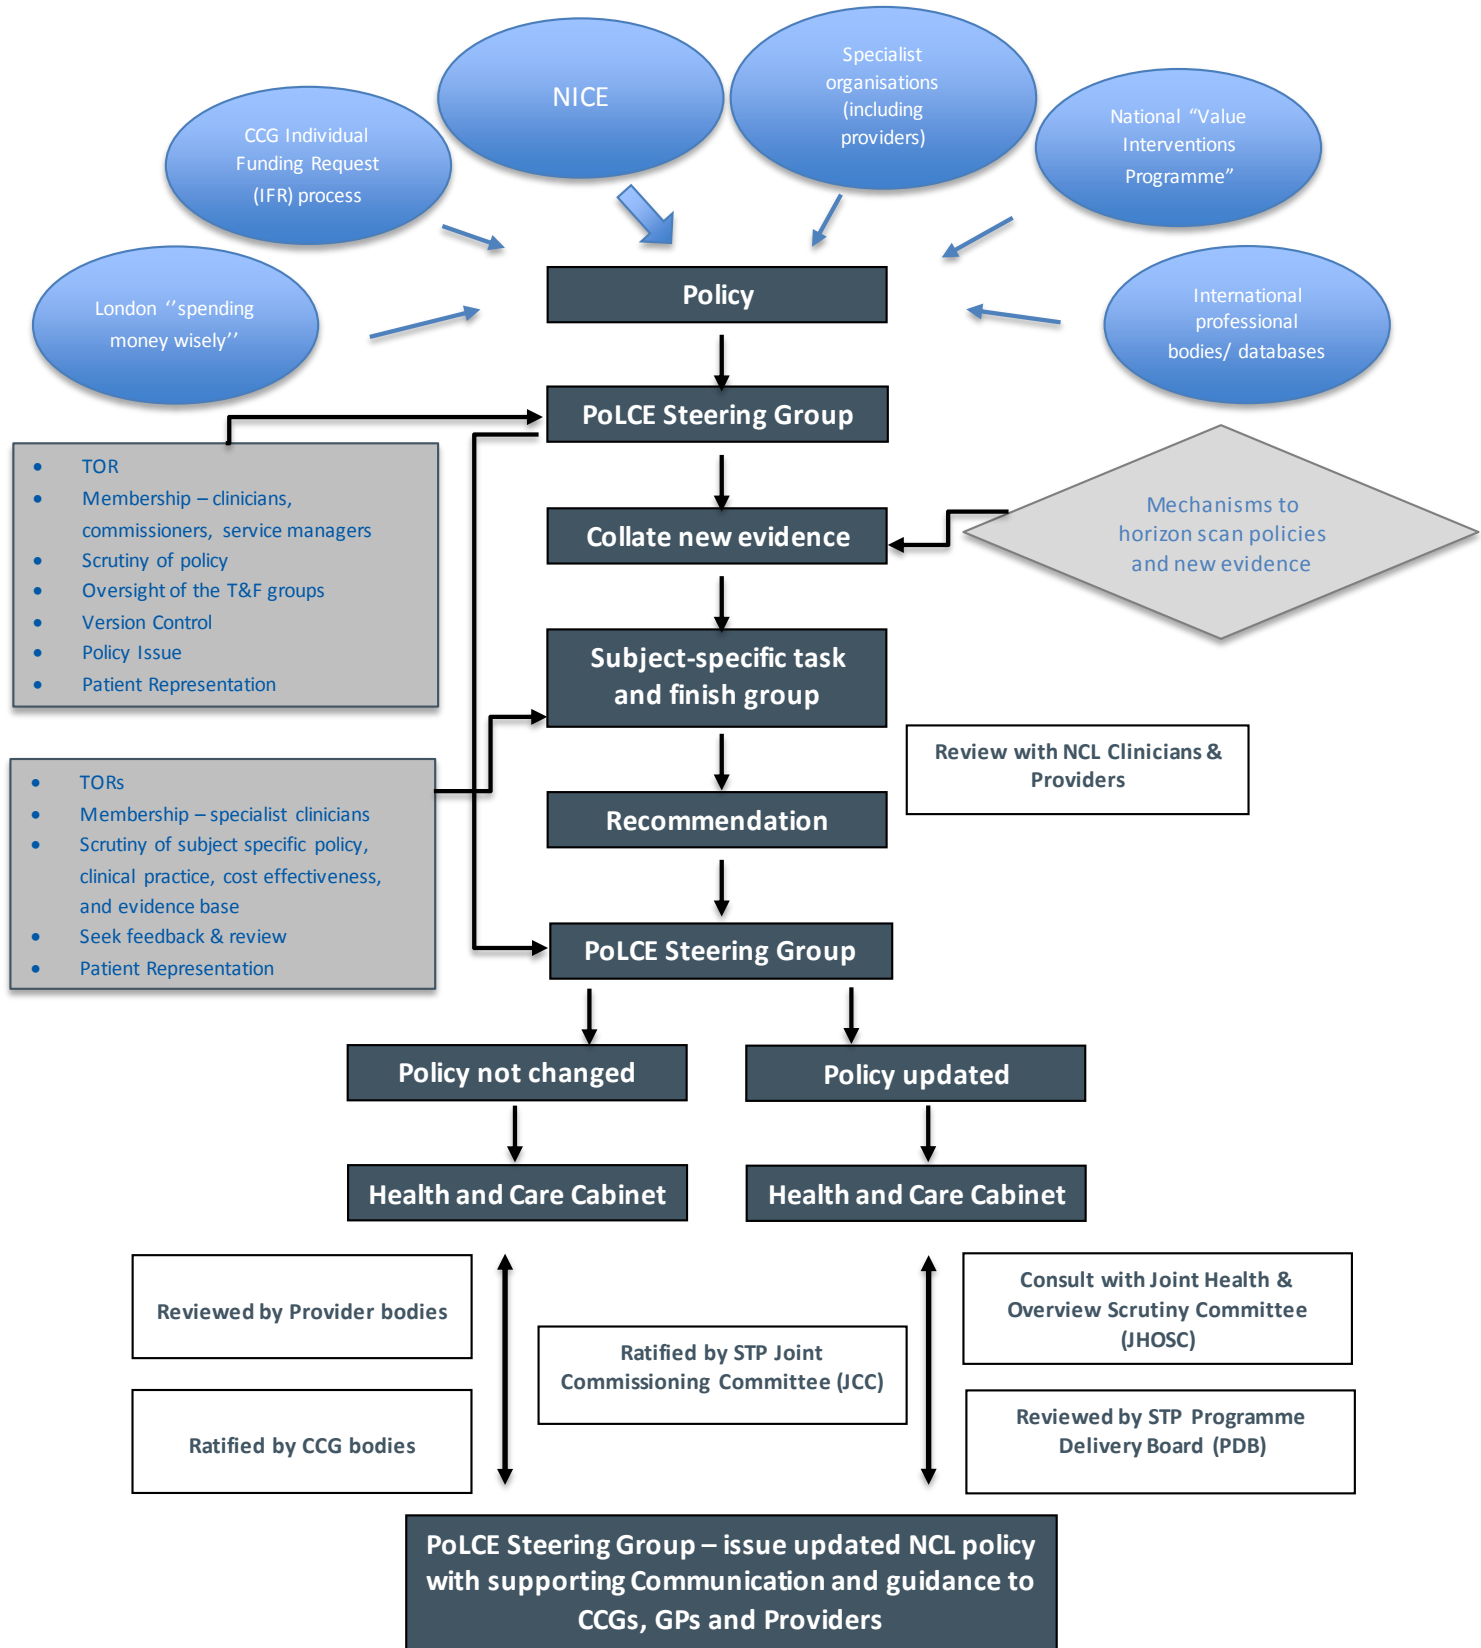 NICE
Specialist
organisations
(including
providers)
CCG Individual
Funding Request
(IFR) process
National “Value
Interventions
Programme”
London ‘‘spending
money wisely’’
International
professional
bodies/ databases
Policy
PoLCE Steering Group
• TOR
• Membership – clinicians,
commissioners, service managers
• Scrutiny of policy
• Oversight of the T&F groups
• Version Control
• Policy Issue
• Patient Representation
Collate new evidence
Mechanisms to
horizon scan policies
and new evidence
Subject-specific task
and finish group
Review with NCL Clinicians &
Providers
• TORs
• Membership – specialist clinicians
• Scrutiny of subject specific policy,
clinical practice, cost effectiveness,
and evidence base
• Seek feedback & review
• Patient Representation
Recommendation
PoLCE Steering Group
Policy not changed
Policy updated
Health and Care Cabinet
Health and Care Cabinet
Reviewed by Provider bodies
Ratified by CCG bodies
Ratified by STP Joint
Commissioning Committee (JCC)
Consult with Joint Health &
Overview Scrutiny Committee
(JHOSC)
Reviewed by STP Programme
Delivery Board (PDB)
PoLCE Steering Group – issue updated NCL policy
with supporting Communication and guidance to
CCGs, GPs and Providers